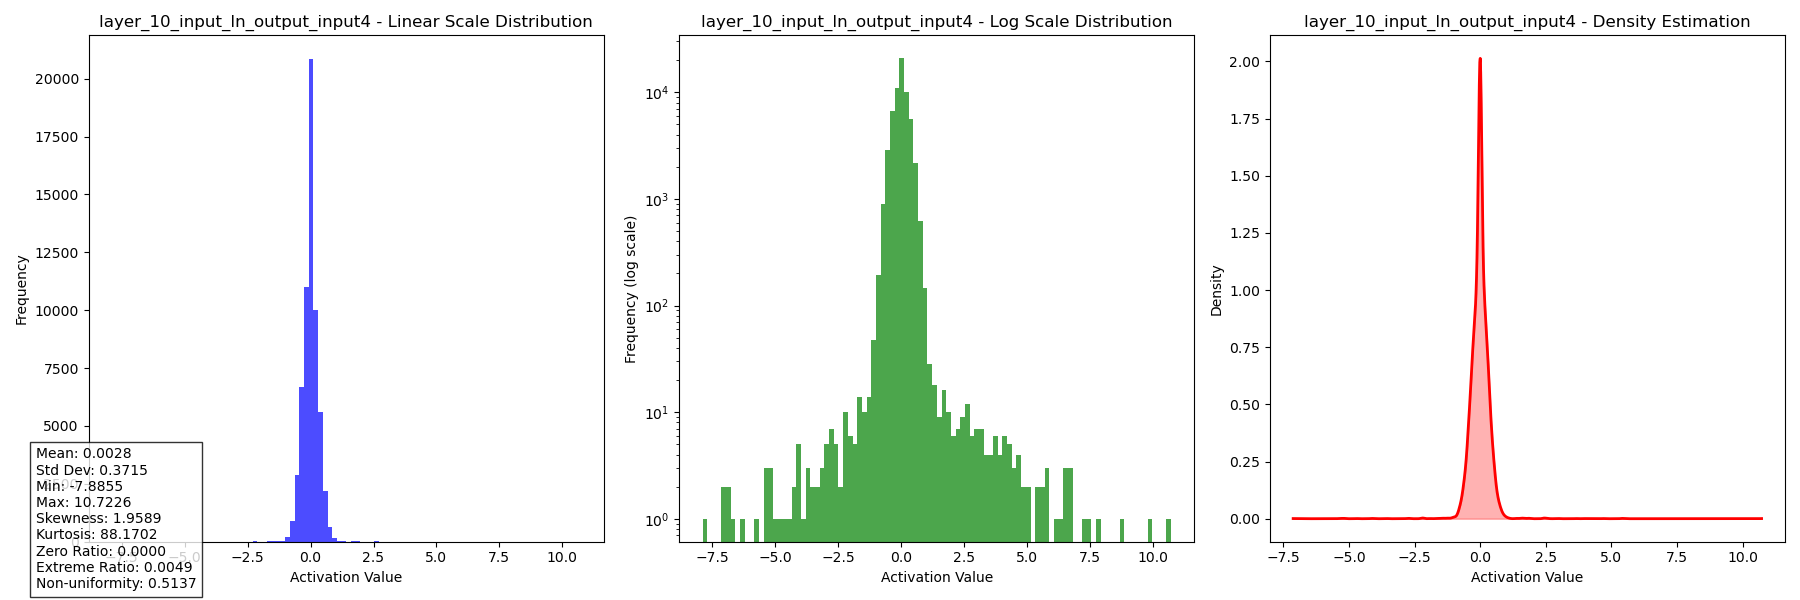 layer_10_input_ln_output_input4 - Linear Scale Distribution
20000
17500
15000
12500
10000
7500
5000
2500
0
Frequency
−7.5 −5.0 −2.5 0.0 2.5 5.0 7.5 10.0
Activation Value
Mean: 0.0028
Std Dev: 0.3715
Min: -7.8855
Max: 10.7226
Skewness: 1.9589
Kurtosis: 88.1702
Zero Ratio: 0.0000
Extreme Ratio: 0.0049
Non-uniformity: 0.5137
layer_10_input_ln_output_input4 - Log Scale Distribution
10⁴
10³
10²
10¹
10⁰
Frequency (log scale)
−7.5 −5.0 −2.5 0.0 2.5 5.0 7.5 10.0
Activation Value
layer_10_input_ln_output_input4 - Density Estimation
2.00
1.75
1.50
1.25
1.00
0.75
0.50
0.25
0.00
Density
−7.5 −5.0 −2.5 0.0 2.5 5.0 7.5 10.0
Activation Value